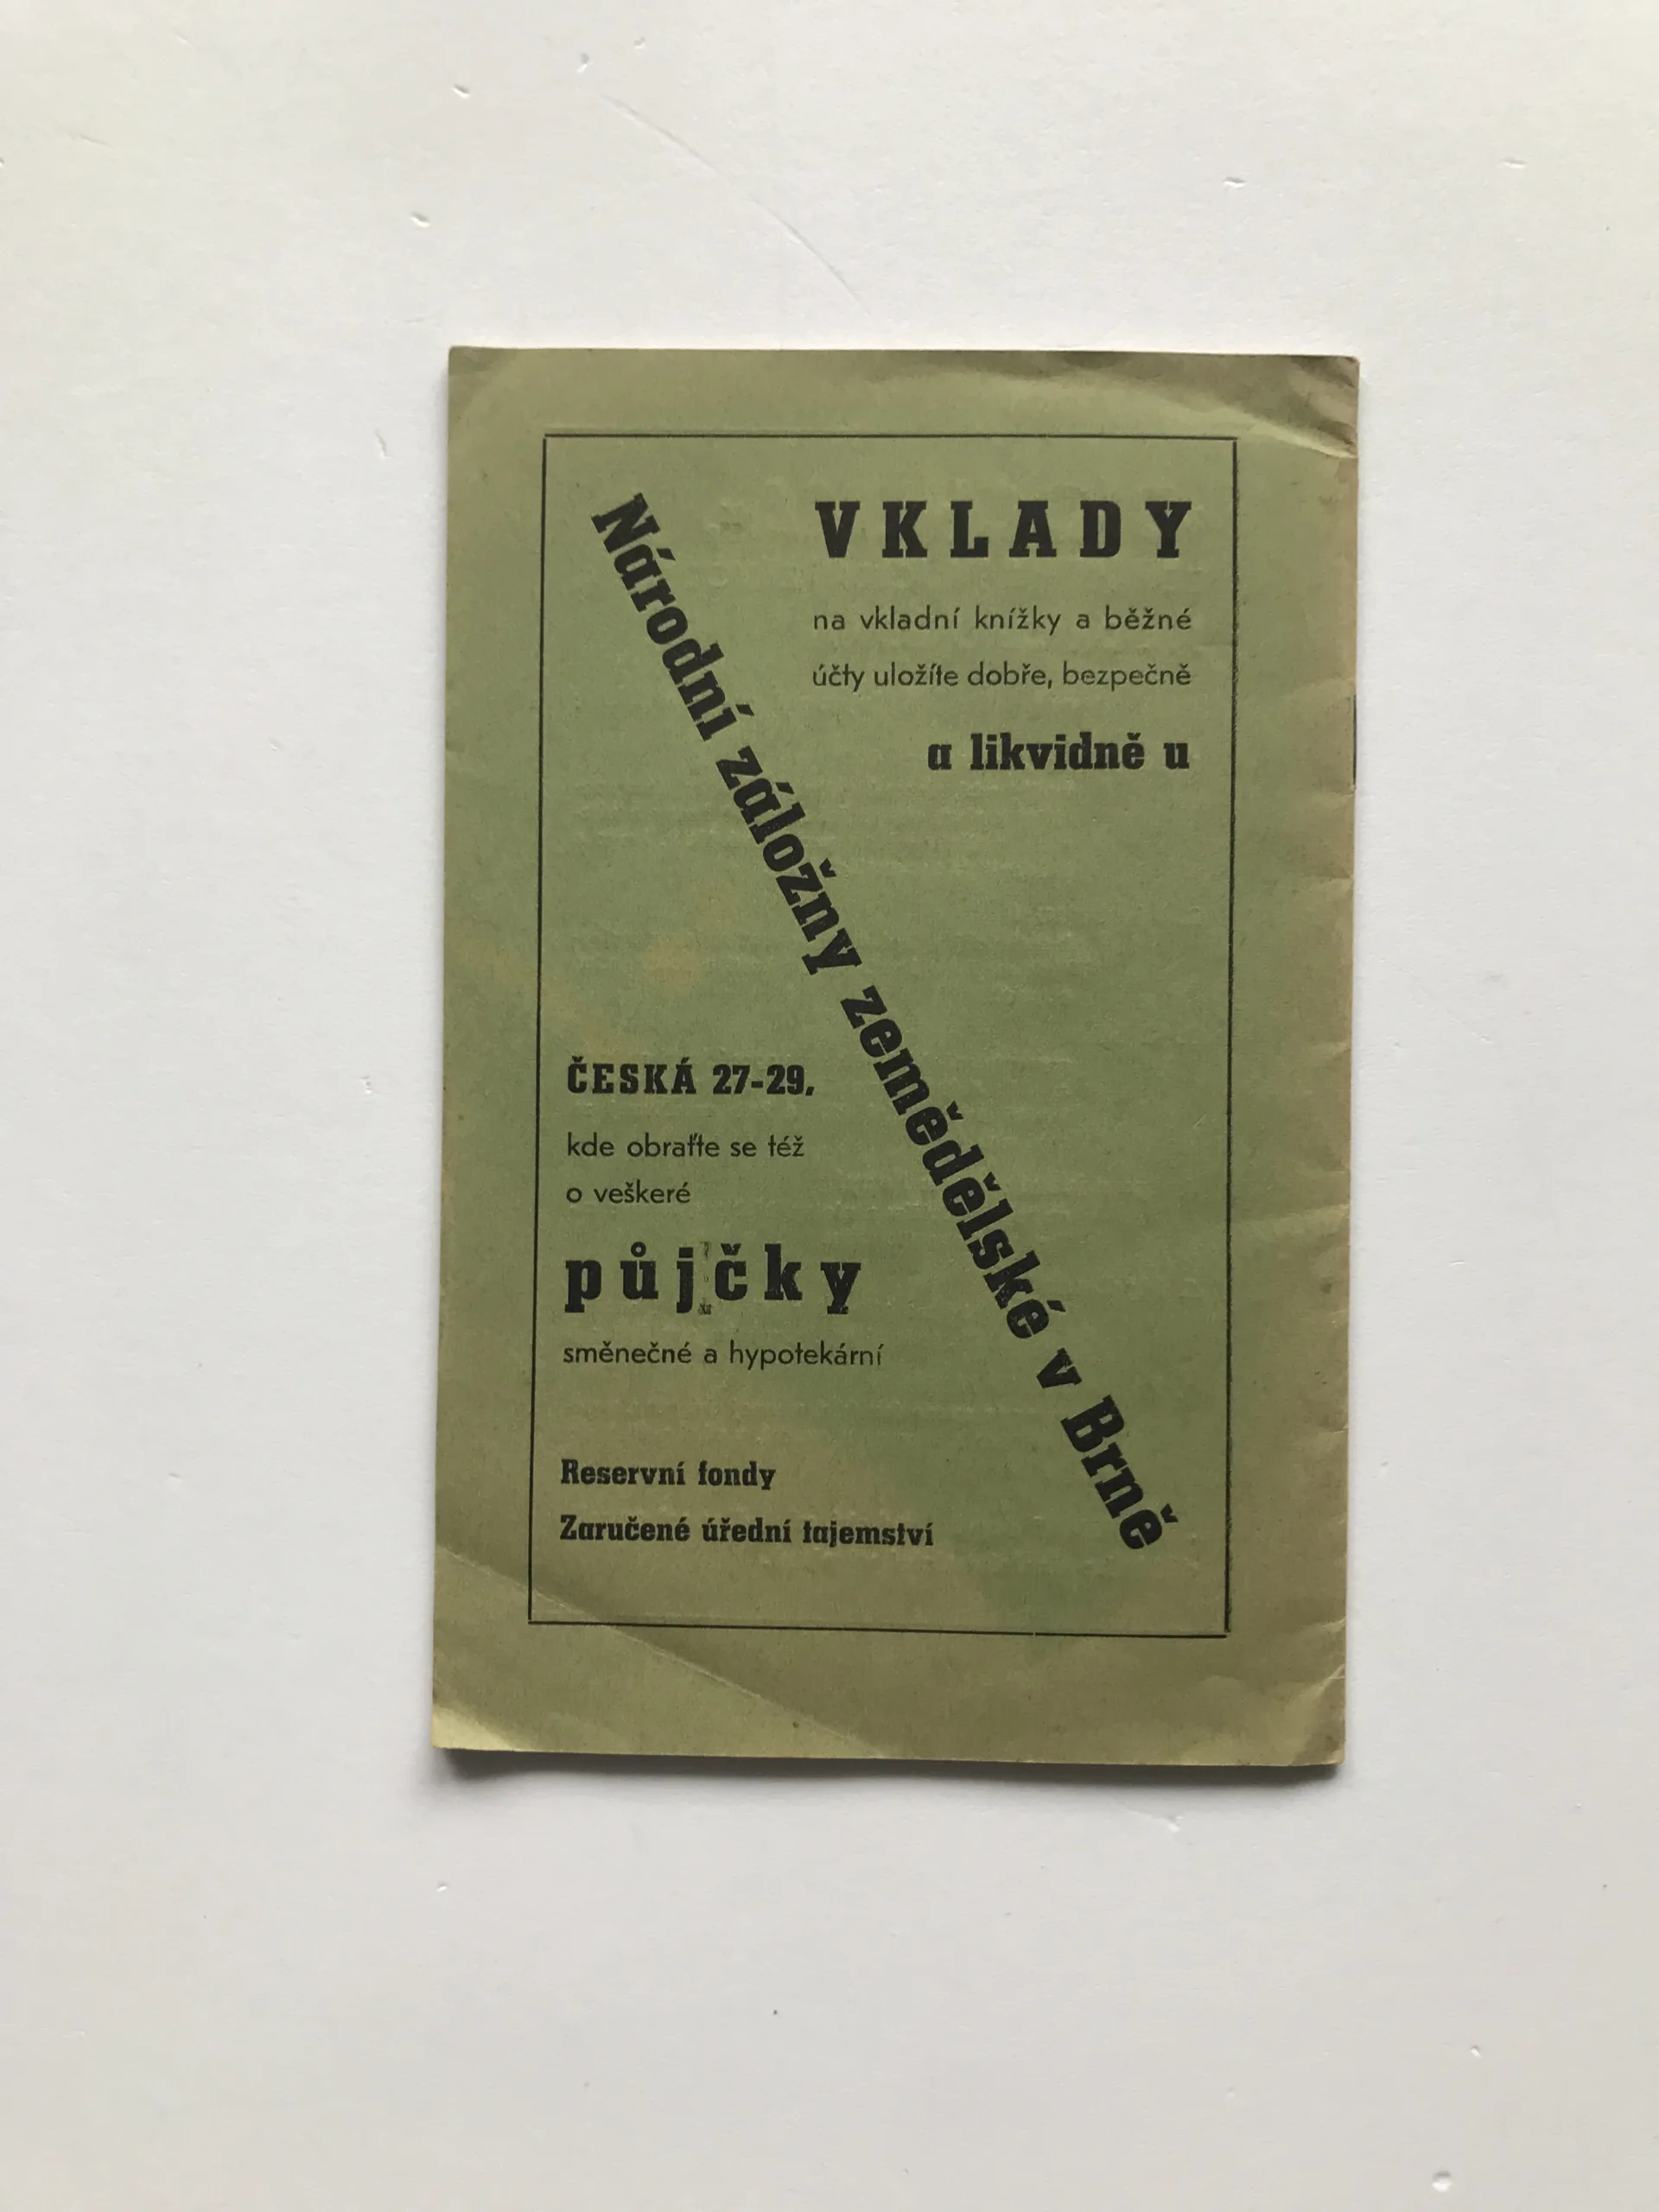 VKLADY
na vkladní knížky a běžné
účty uložíte dobře, bezpečně
a likvidně u
Národní záložny zemědělské v Brně
ČESKÁ 27-29,
kde obraťte se též
o veškeré
půjčky
směnečné a hypotekární
Reservní fondy
Zaručené úřední tajemství